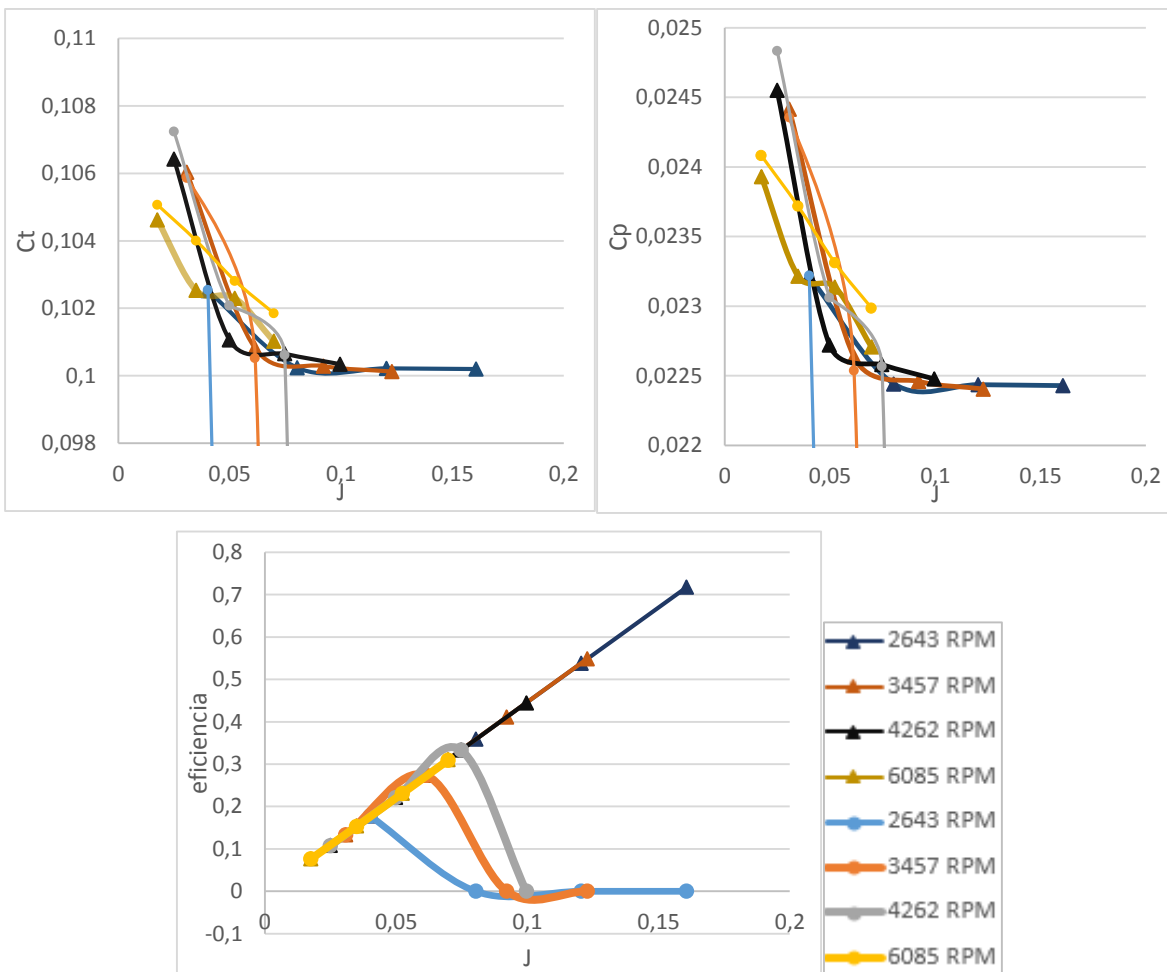 0,11
0,108
0,106
0,104
0,102
0,1
0,098
Ct
0 0,05 0,1 0,15 0,2
J
0,025
0,0245
0,024
0,0235
0,023
0,0225
0,022
Cp
0 0,05 0,1 0,15 0,2
J
0,8
0,7
0,6
0,5
0,4
0,3
0,2
0,1
0
-0,1
eficiencia
0 0,05 0,1 0,15 0,2
J
2643 RPM
3457 RPM
4262 RPM
6085 RPM
2643 RPM
3457 RPM
4262 RPM
6085 RPM